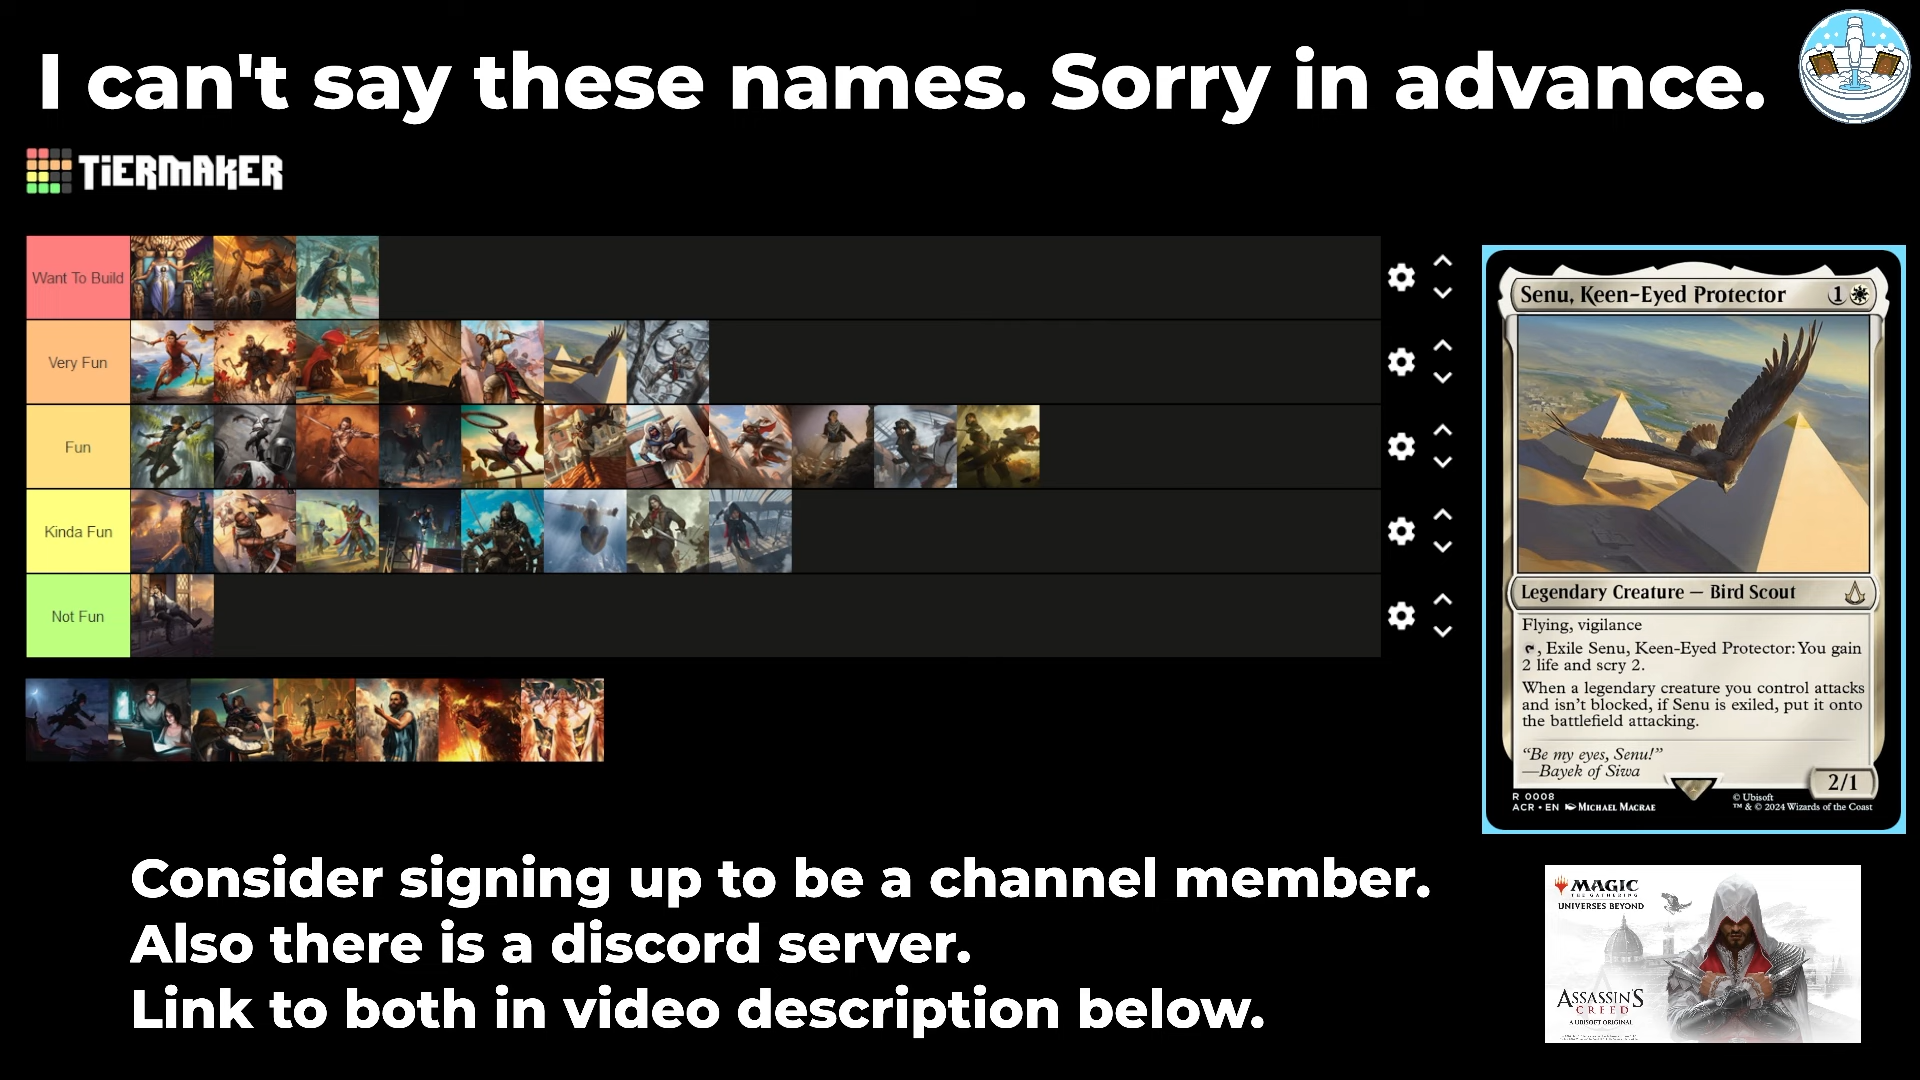 I can't say these names. Sorry in advance.
TiERMAKER
Want To Build
Very Fun
Fun
Kinda Fun
Not Fun
Senu, Keen-Eyed Protector 1
Legendary Creature — Bird Scout
Flying, vigilance
, Exile Senu, Keen-Eyed Protector: You gain
2 life and scry 2.
When a legendary creature you control attacks
and isn't blocked, if Senu is exiled, put it onto
the battlefield attacking.
"Be my eyes, Senu!"
—Bayek of Siwa
2/1
R 0008
ACR • EN Michael Macrae
© Ubisoft
™ & © 2024 Wizards of the Coast
Consider signing up to be a channel member.
Also there is a discord server.
Link to both in video description below.
MAGIC
THE GATHERING
UNIVERSES BEYOND
ASSASSIN'S
CREED
A UBISOFT ORIGINAL